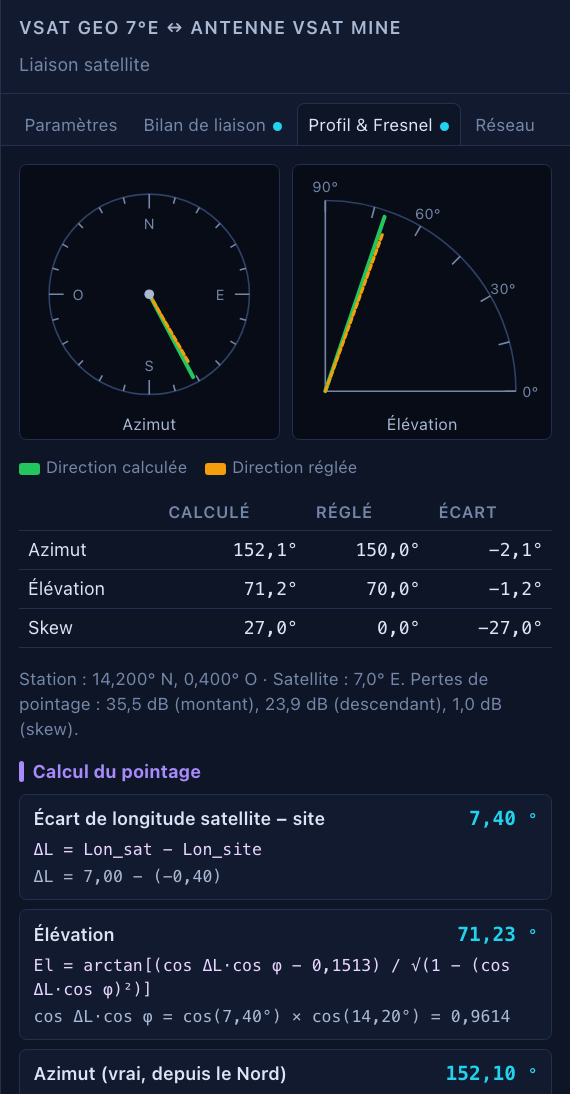 VSAT GEO 7°E ↔ ANTENNE VSAT MINE
Liaison satellite
Paramètres Bilan de liaison Profil & Fresnel Réseau
N
O E
S
Azimut
90°
60°
30°
0°
Élévation
Direction calculée Direction réglée
CALCULÉ RÉGLÉ ÉCART
Azimut 152,1° 150,0° −2,1°
Élévation 71,2° 70,0° −1,2°
Skew 27,0° 0,0° −27,0°
Station : 14,200° N, 0,400° O · Satellite : 7,0° E. Pertes de
pointage : 35,5 dB (montant), 23,9 dB (descendant), 1,0 dB
(skew).
Calcul du pointage
Écart de longitude satellite – site 7,40 °
ΔL = Lon_sat − Lon_site
ΔL = 7,00 − (−0,40)
Élévation 71,23 °
El = arctan[(cos ΔL·cos φ − 0,1513) / √(1 − (cos
ΔL·cos φ)²)]
cos ΔL·cos φ = cos(7,40°) × cos(14,20°) = 0,9614
Azimut (vrai, depuis le Nord) 152,10 °